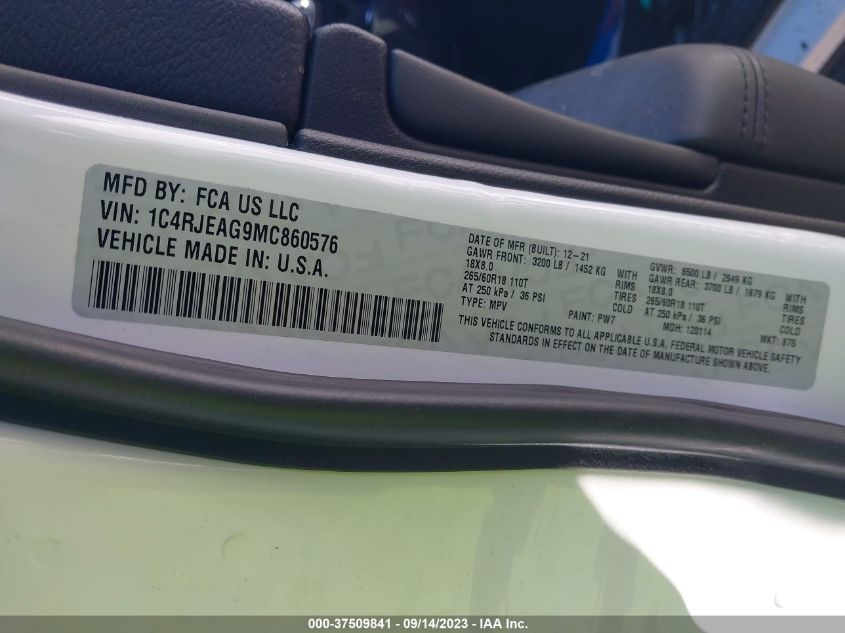 MFD BY: FCA US LLC
VIN: 1C4RJEAG9MC860576
VEHICLE MADE IN: U.S.A.
DATE OF MFR (BUILT): 12-21 GVWR: 6500 LB / 2949 KG
GAWR FRONT: 3200 LB / 1452 KG WITH GAWR REAR: 3700 LB / 1679 KG WITH
18X8.0 RIMS 18X8.0 RIMS
265/60R18 110T TIRES 265/60R18 110T TIRES
AT 250 kPa / 36 PSI COLD AT 250 kPa / 36 PSI COLD
TYPE: MPV PAINT: PW7 MDH: 120114 MKT: 875
THIS VEHICLE CONFORMS TO ALL APPLICABLE U.S.A. FEDERAL MOTOR VEHICLE SAFETY
STANDARDS IN EFFECT ON THE DATE OF MANUFACTURE SHOWN ABOVE.
000-37509841 - 09/14/2023 - IAA Inc.